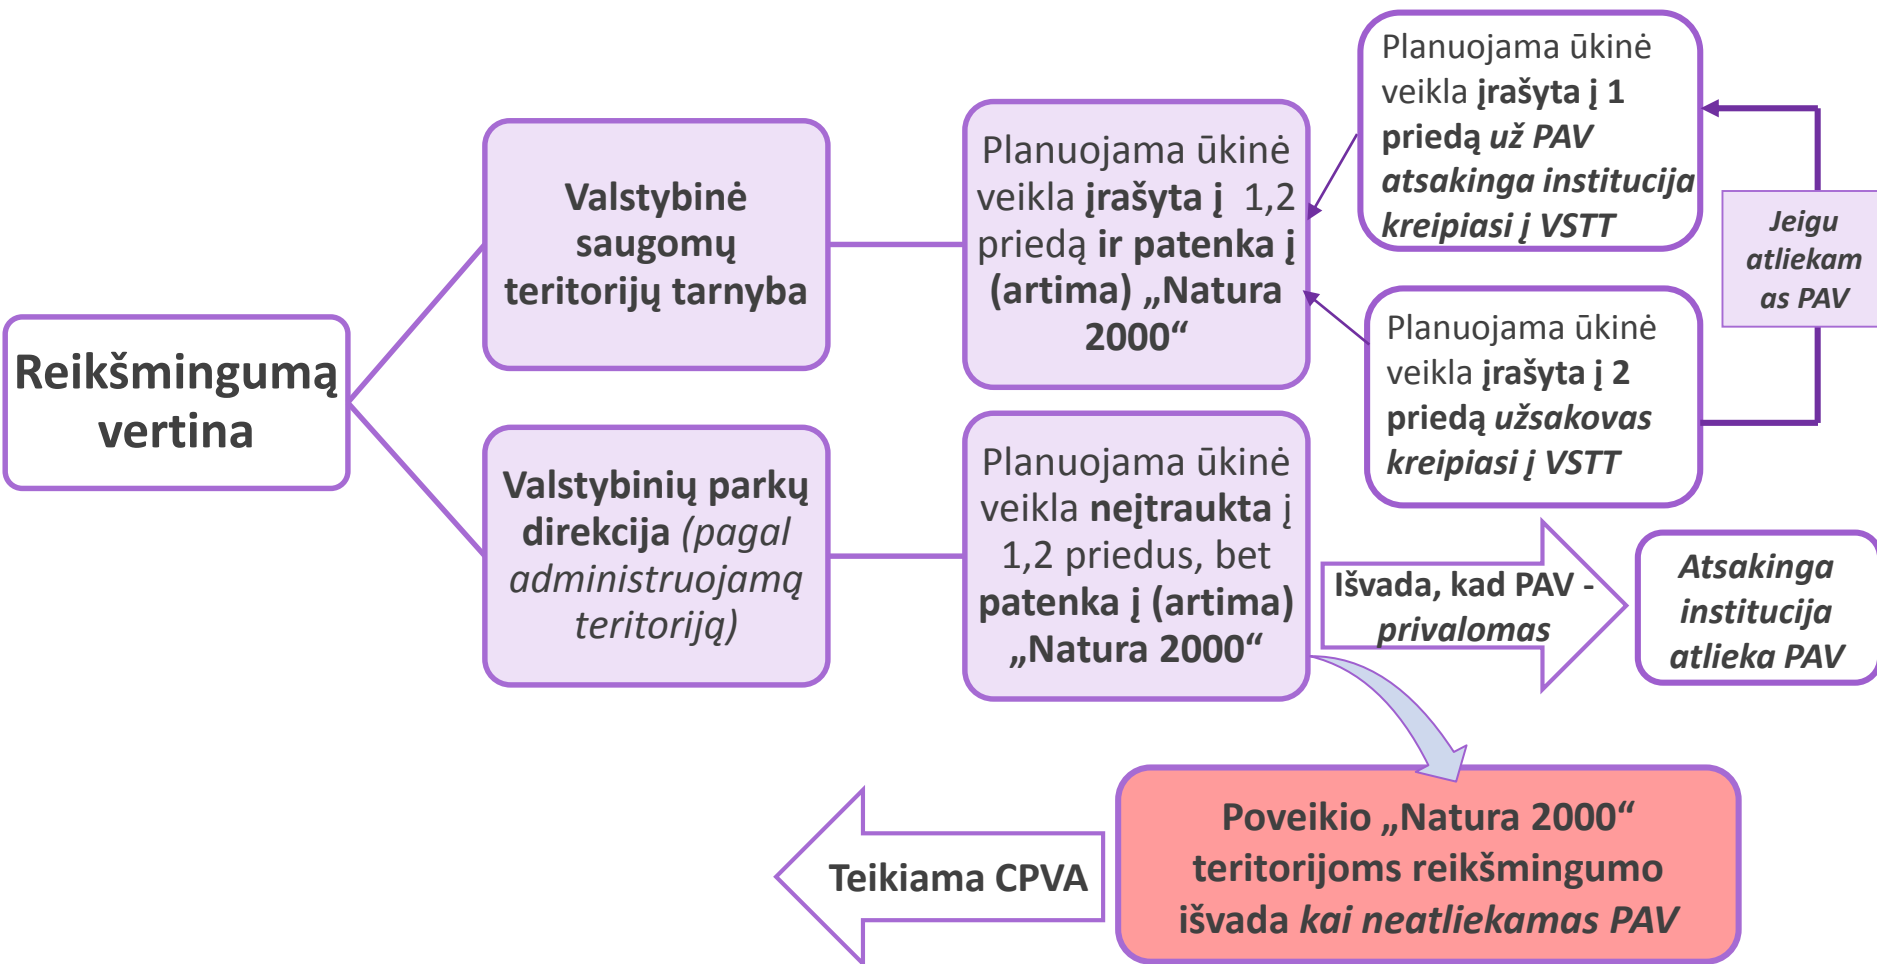 Reikšmingumą
vertina
Valstybinė
saugomų
teritorijų tarnyba
Valstybinių parkų
direkcija (pagal
administruojamą
teritoriją)
Planuojama ūkinė
veikla įrašyta į 1,2
priedą ir patenka į
(artima) „Natura
2000“
Planuojama ūkinė
veikla neįtraukta į
1,2 priedus, bet
patenka į (artima)
„Natura 2000“
Planuojama ūkinė
veikla įrašyta į 1
priedą už PAV
atsakinga institucija
kreipiasi į VSTT
Planuojama ūkinė
veikla įrašyta į 2
priedą užsakovas
kreipiasi į VSTT
Jeigu
atliekam
as PAV
Išvada, kad PAV -
privalomas
Atsakinga
institucija
atlieka PAV
Poveikio „Natura 2000“
teritorijoms reikšmingumo
išvada kai neatliekamas PAV
Teikiama CPVA